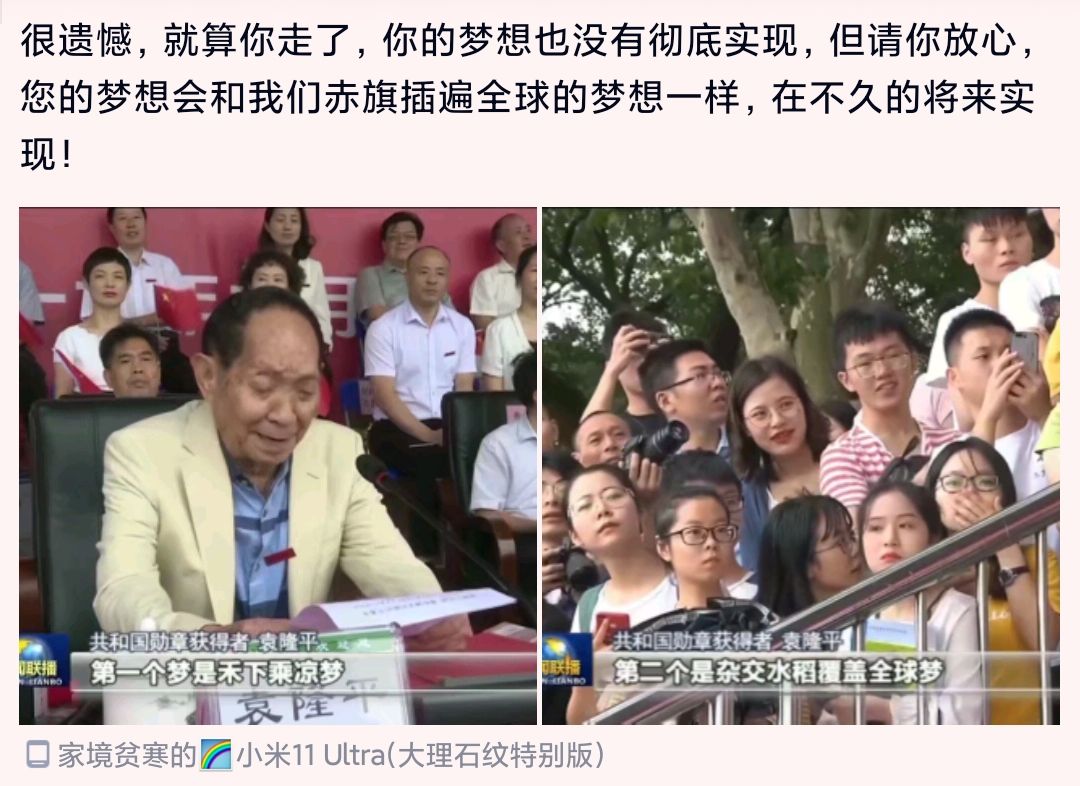 很遗憾，就算你走了，你的梦想也没有彻底实现，但请你放心，
您的梦想会和我们赤旗插遍全球的梦想一样，在不久的将来实
现！
共和国勋章获得者 袁隆平
第一个梦是禾下乘凉梦
袁隆平
共和国勋章获得者 袁隆平
第二个是杂交水稻覆盖全球梦
家境贫寒的🌈小米11 Ultra(大理石纹特别版)